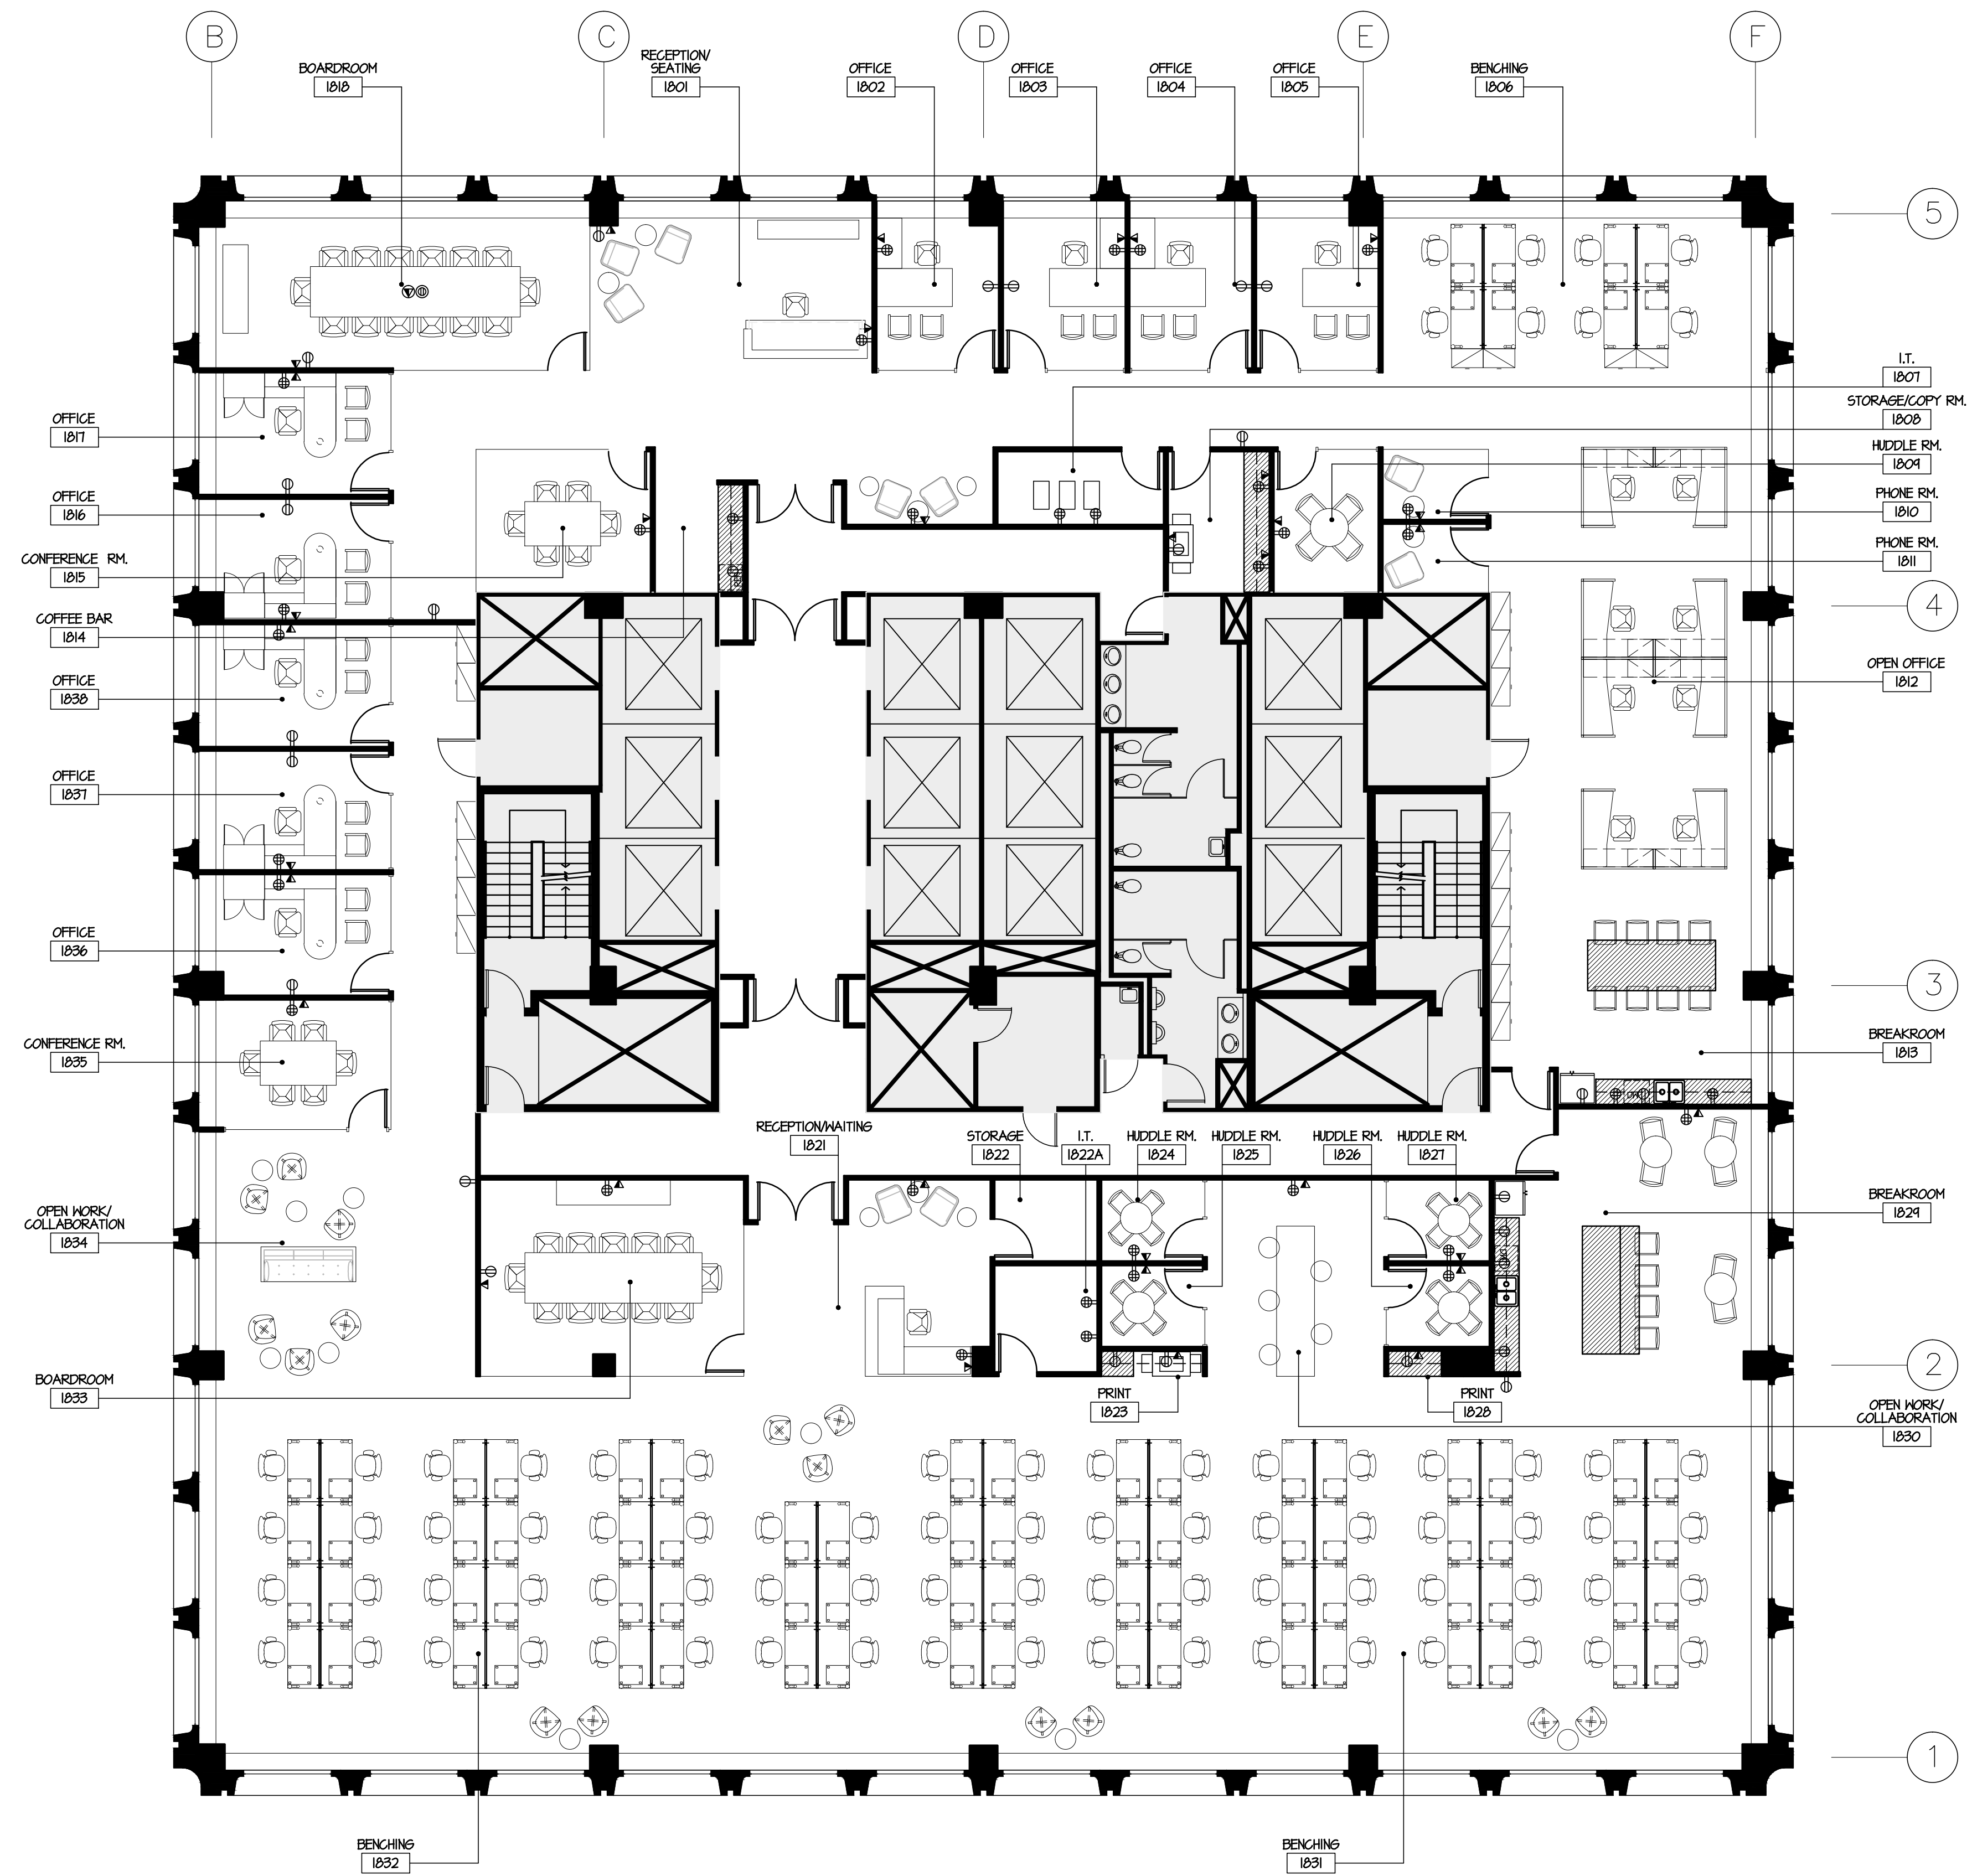 B
C
D
E
F
BOARDROOM
1818
RECEPTION/
SEATING
1801
OFFICE
1802
OFFICE
1803
OFFICE
1804
OFFICE
1805
BENCHING
1806
5
I.T.
1807
STORAGE/COPY RM.
1808
HUDDLE RM.
1809
PHONE RM.
1810
PHONE RM.
1811
4
OPEN OFFICE
1812
3
BREAKROOM
1813
BREAKROOM
1829
2
OPEN WORK/
COLLABORATION
1830
1
OFFICE
1817
OFFICE
1816
CONFERENCE RM.
1815
COFFEE BAR
1814
OFFICE
1838
OFFICE
1837
OFFICE
1836
CONFERENCE RM.
1835
OPEN WORK/
COLLABORATION
1834
BOARDROOM
1833
RECEPTION/WAITING
1821
STORAGE
1822
I.T.
1822A
HUDDLE RM.
1824
HUDDLE RM.
1825
HUDDLE RM.
1826
HUDDLE RM.
1827
PRINT
1823
PRINT
1828
BENCHING
1832
BENCHING
1831